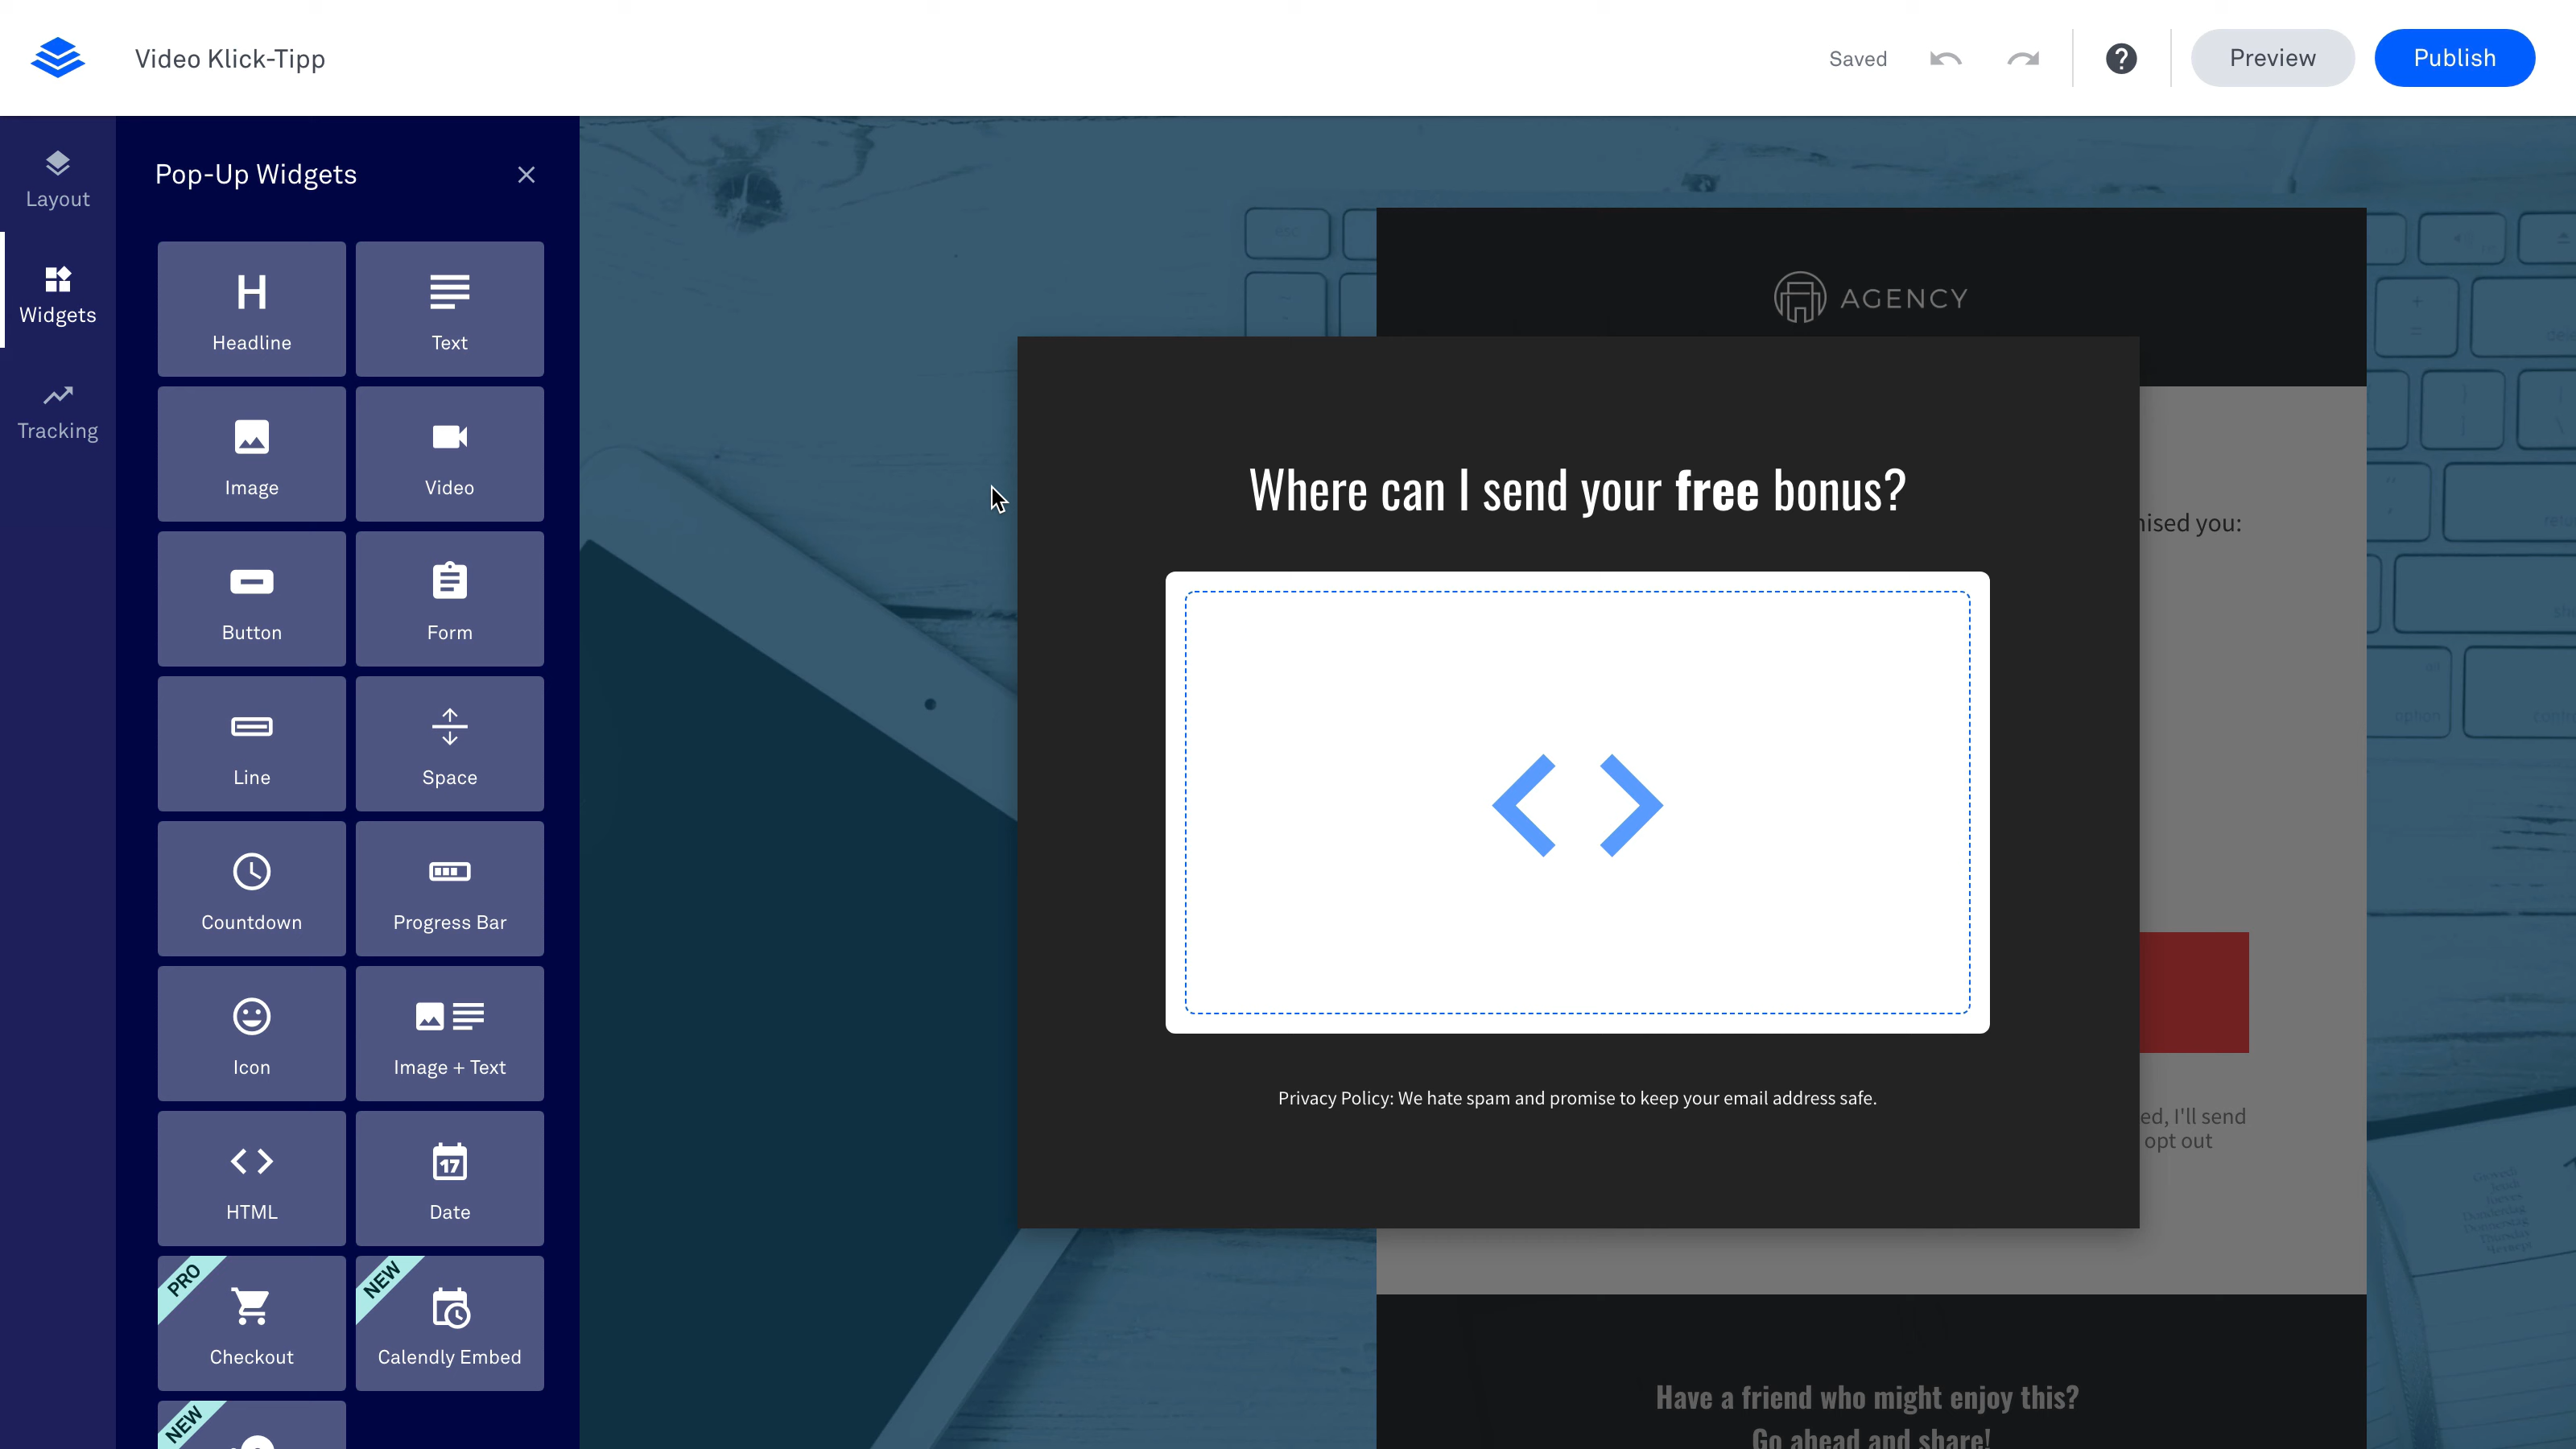 Video Klick-Tipp
Saved
Preview
Publish
Layout
Widgets
Tracking
Pop-Up Widgets
Headline
Text
Image
Video
Button
Form
Line
Space
Countdown
Progress Bar
Icon
Image + Text
HTML
17
Date
PRO
Checkout
NEW
Calendly Embed
NEW
AGENCY
Where can I send your free bonus?
Privacy Policy: We hate spam and promise to keep your email address safe.
you:
I'll send
opt out
Have a friend who might enjoy this?
Go ahead and share!
option